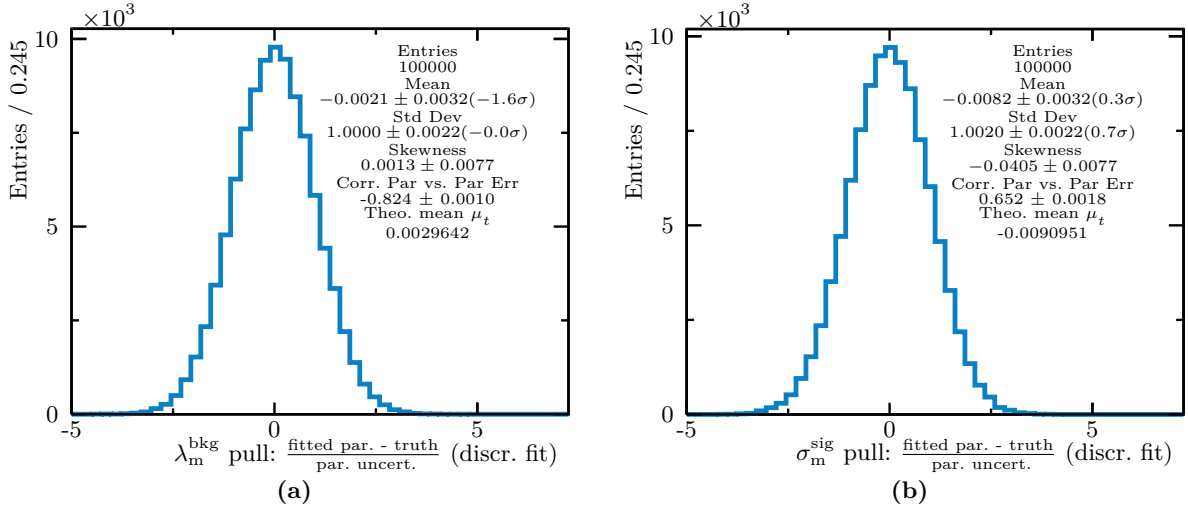 ×10³
10
5
0
Entries / 0.245
Entries
100000
Mean
−0.0021 ± 0.0032(−1.6σ)
Std Dev
1.0000 ± 0.0022(−0.0σ)
Skewness
0.0013 ± 0.0077
Corr. Par vs. Par Err
-0.824 ± 0.0010
Theo. mean μ_t
0.0029642
-5 0 5
λ_m^bkg pull: fitted par. - truth / par. uncert. (discr. fit)
(a)
×10³
10
5
0
Entries / 0.245
Entries
100000
Mean
−0.0082 ± 0.0032(0.3σ)
Std Dev
1.0020 ± 0.0022(0.7σ)
Skewness
−0.0405 ± 0.0077
Corr. Par vs. Par Err
0.652 ± 0.0018
Theo. mean μ_t
-0.0090951
-5 0 5
σ_m^sig pull: fitted par. - truth / par. uncert. (discr. fit)
(b)